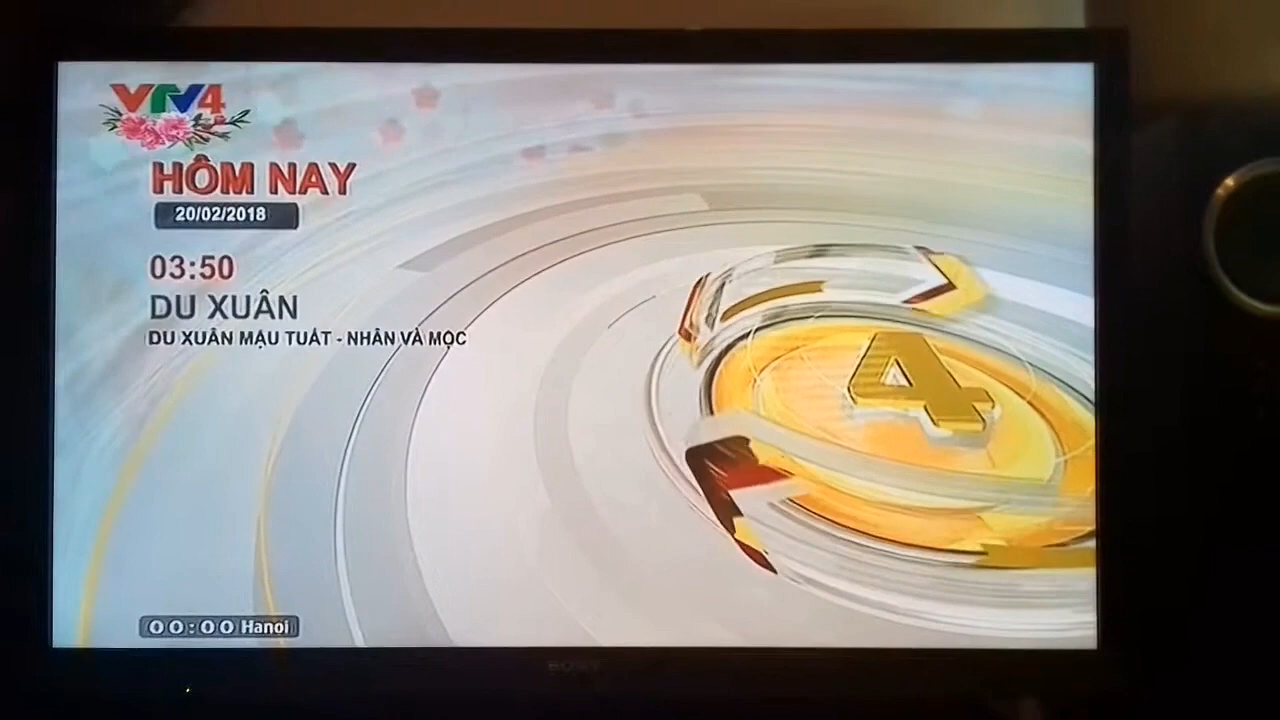 VTV4
HÔM NAY
20/02/2018
03:50
DU XUÂN
DU XUÂN MẬU TUẤT - NHÂN VÀ MỘC
4
00:00 Hanoi
SONY